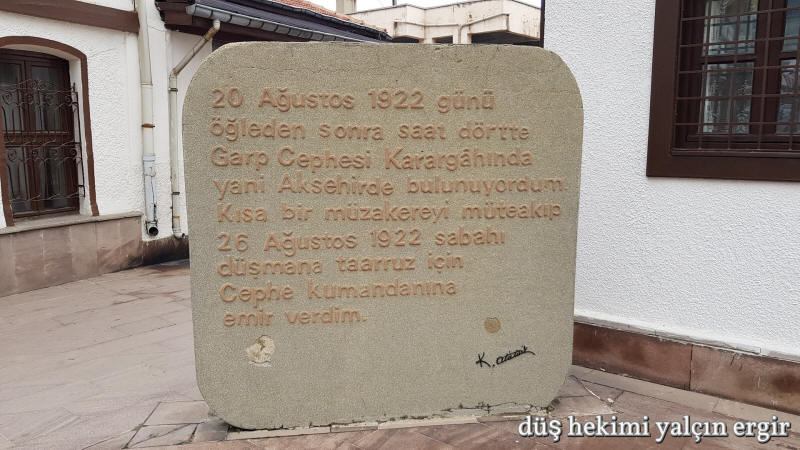 20 Ağustos 1922 günü
öğleden sonra saat dörtte
Garp Cephesi Karargâhında
yani Akşehirde bulunuyordum.
Kısa bir müzakereyi müteakıp
26 Ağustos 1922 sabahı
düşmana taarruz için
Cephe kumandanına
emir verdim.
K. Atatürk
düş hekimi yalçın ergir